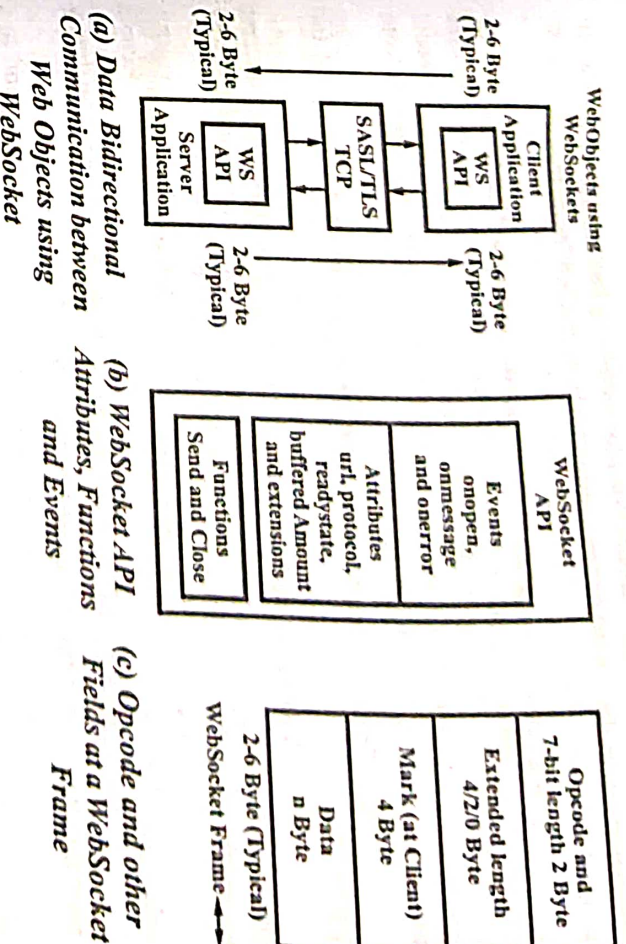 WebObjects using
WebSockets
2-6 Byte
(Typical)
Client
Application
WS
API
2-6 Byte
(Typical)
SASL/TLS
TCP
2-6 Byte
(Typical)
WS
API
Server
Application
2-6 Byte
(Typical)
(a) Data Bidirectional
Communication between
Web Objects using
WebSocket
WebSocket
API
Events
onopen,
onmessage
and onerror
Attributes
url, protocol,
readystate,
buffered Amount
and extensions
Functions
Send and Close
(b) WebSocket API
Attributes, Functions
and Events
Opcode and
7-bit length 2 Byte
Extended length
4/2/0 Byte
Mark (at Client)
4 Byte
Data
n Byte
2-6 Byte (Typical)
WebSocket Frame
(c) Opcode and other
Fields at a WebSocket
Frame